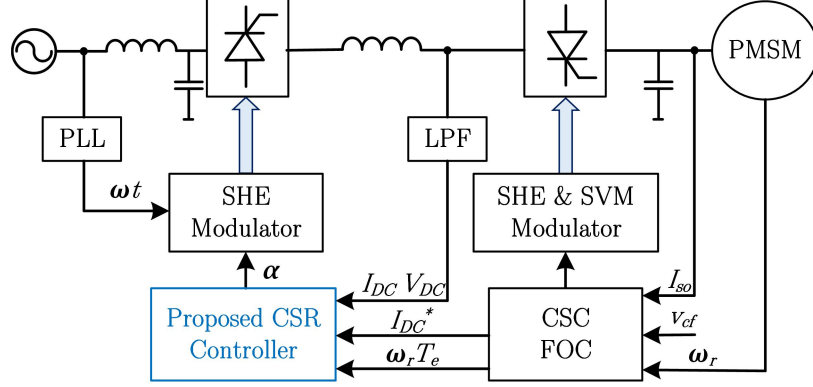 PMSM
PLL
LPF
𝝎t
SHE
Modulator
SHE & SVM
Modulator
α
I_DC V_DC
I_so
Proposed CSR
Controller
I_DC*
CSC
FOC
v_cf
ω_r T_e
ω_r